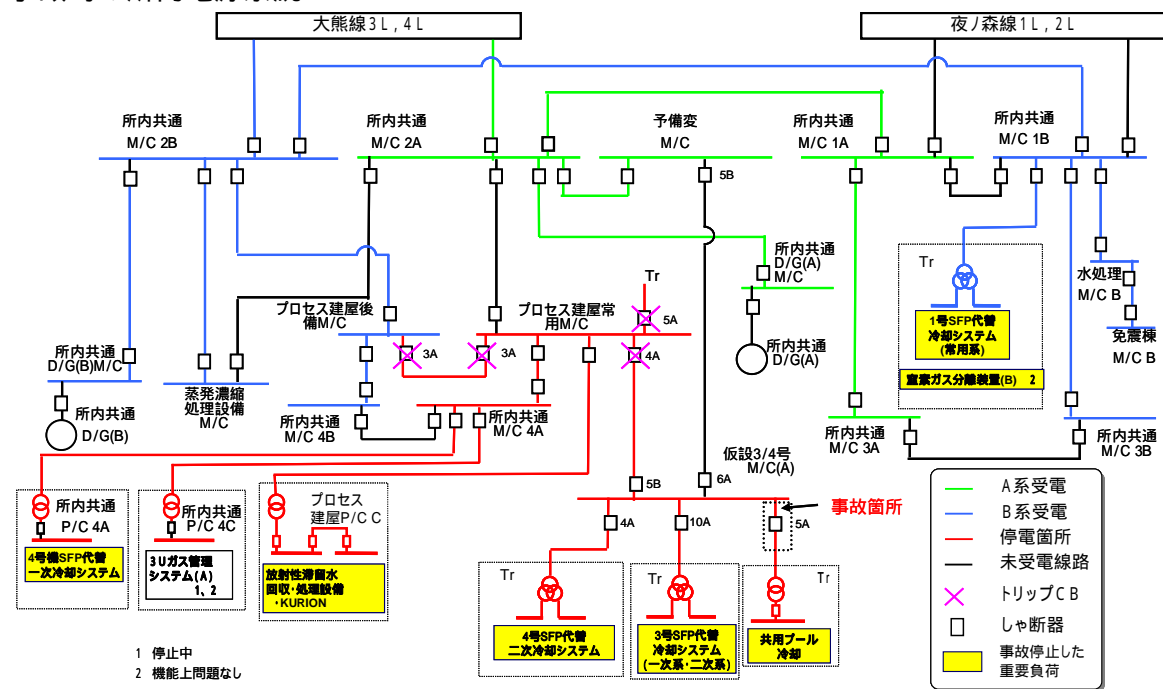 大熊線3L,4L
夜ノ森線1L,2L
所内共通
M/C 2B
所内共通
M/C 2A
予備変
M/C
所内共通
M/C 1A
所内共通
M/C 1B
5B
所内共通
D/G(A)
M/C
Tr
水処理
M/C B
Tr
プロセス建屋後
備M/C
プロセス建屋常
用M/C
5A
3A
3A
4A
1号SFP代替
冷却システム
(常用系)
免震棟
M/C B
所内共通
D/G(B)M/C
所内共通
D/G(A)
窒素ガス分離装置(B) 2
蒸発濃縮
処理設備
M/C
所内共通
D/G(B)
所内共通
M/C 4B
所内共通
M/C 4A
所内共通
M/C 3A
所内共通
M/C 3B
仮設3/4号
M/C(A)
5B
6A
所内共通
P/C 4A
所内共通
P/C 4C
プロセス
建屋P/C C
4A
10A
5A
事故箇所
4号機SFP代替
一次冷却システム
3Uガス管理
システム(A)
1、2
放射性滞留水
回収・処理設備
・KURION
Tr
Tr
Tr
4号SFP代替
二次冷却システム
3号SFP代替
冷却システム
(一次系・二次系)
共用プール
冷却
A系受電
B系受電
停電箇所
未受電線路
トリップCB
しゃ断器
事故停止した
重要負荷
1 停止中
2 機能上問題なし